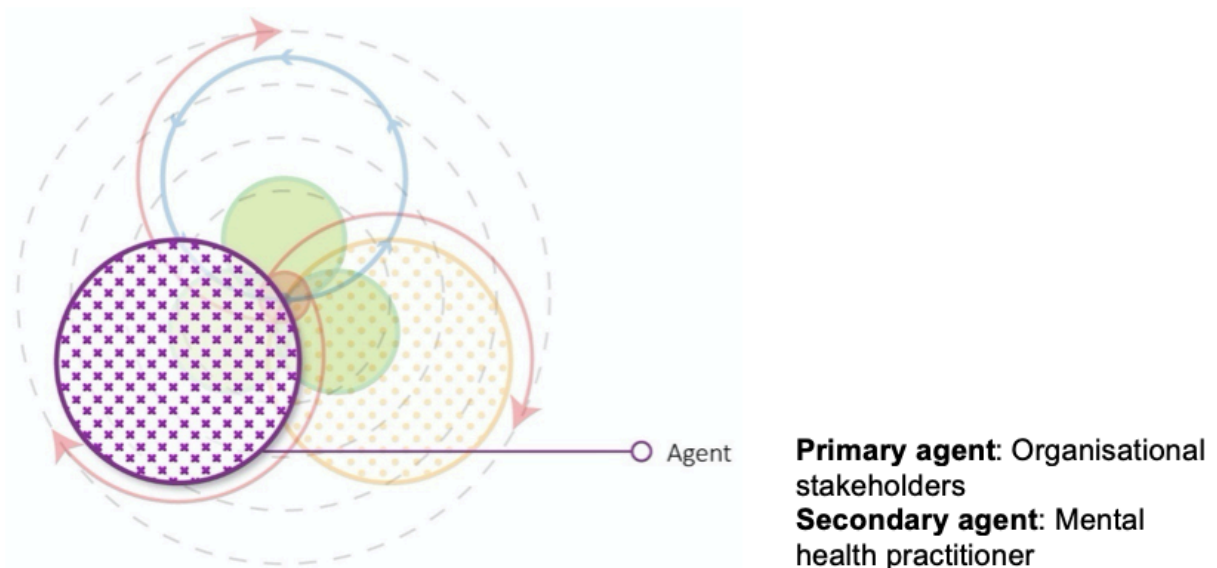 Agent
Primary agent: Organisational
stakeholders
Secondary agent: Mental
health practitioner